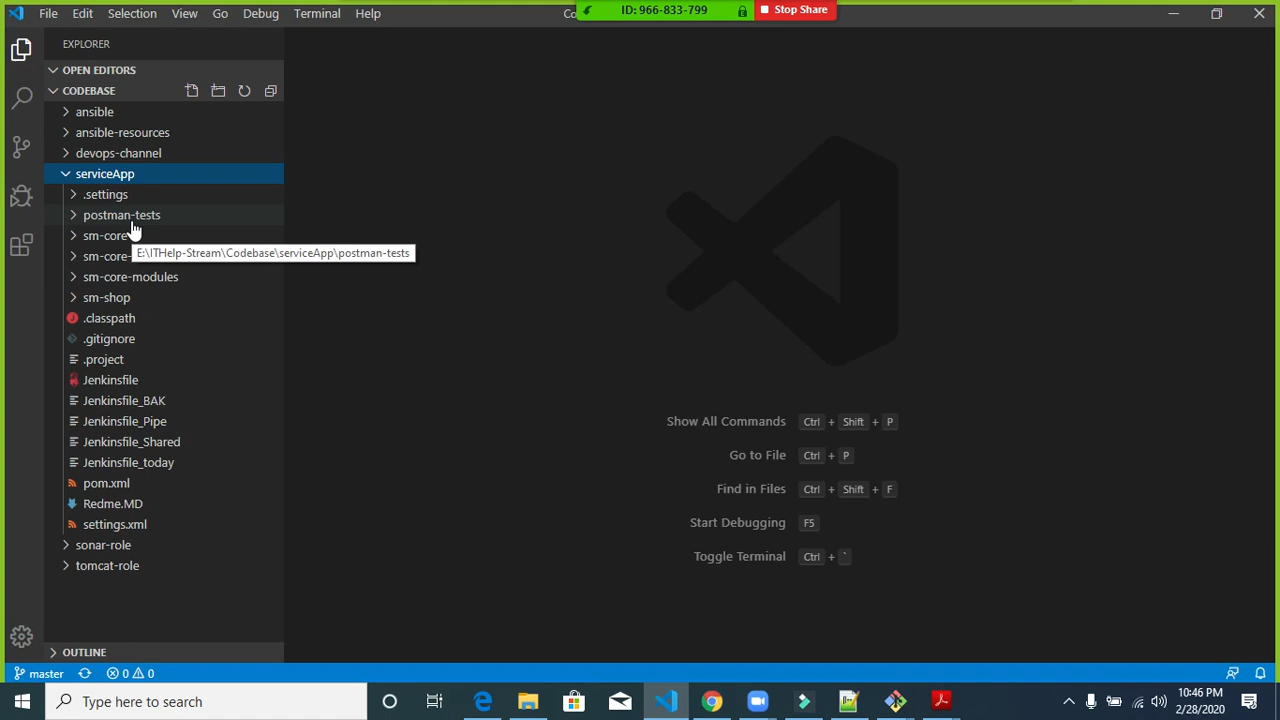 File Edit Selection View Go Debug Terminal Help
Co
ID: 966-833-799
Stop Share
EXPLORER
OPEN EDITORS
CODEBASE
ansible
ansible-resources
devops-channel
serviceApp
.settings
postman-tests
sm-core
E:\ITHelp-Stream\Codebase\serviceApp\postman-tests
sm-core-
sm-core-modules
sm-shop
.classpath
.gitignore
.project
Jenkinsfile
Jenkinsfile_BAK
Jenkinsfile_Pipe
Jenkinsfile_Shared
Jenkinsfile_today
pom.xml
Redme.MD
settings.xml
sonar-role
tomcat-role
OUTLINE
Show All Commands Ctrl + Shift + P
Go to File Ctrl + P
Find in Files Ctrl + Shift + F
Start Debugging F5
Toggle Terminal Ctrl + `
master 0 0
Type here to search
10:46 PM
2/28/2020